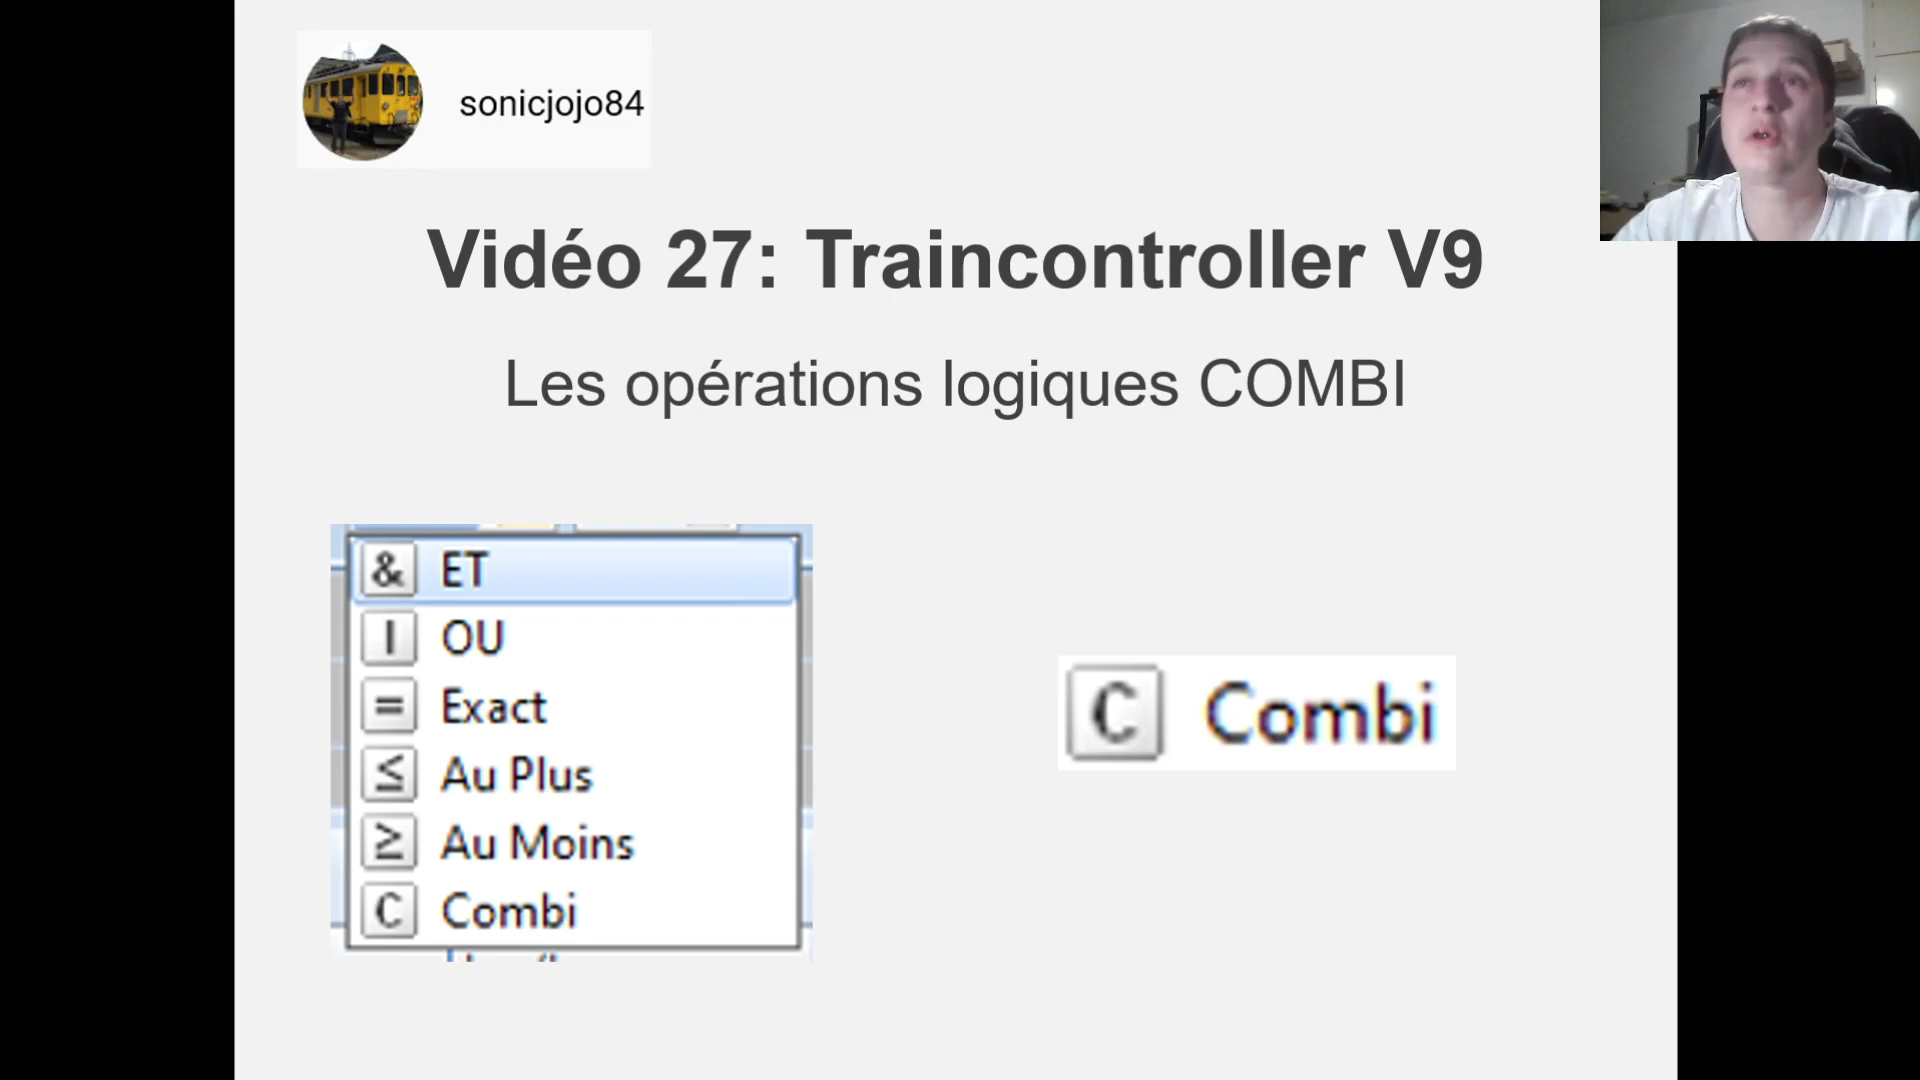 sonicjojo84
Vidéo 27: Traincontroller V9
Les opérations logiques COMBI
& ET
| OU
= Exact
≤ Au Plus
≥ Au Moins
C Combi
C Combi